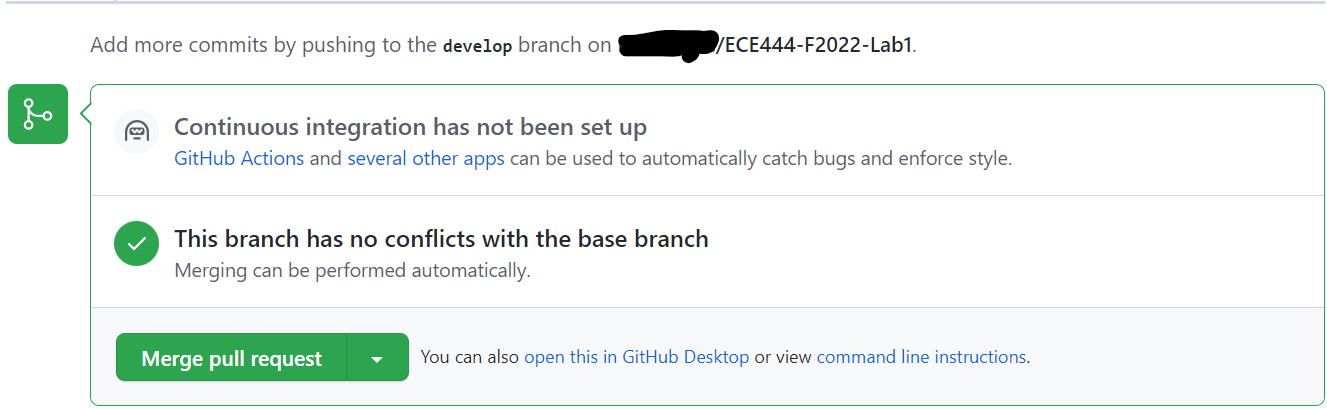 Add more commits by pushing to the develop branch on /ECE444-F2022-Lab1.
Continuous integration has not been set up
GitHub Actions and several other apps can be used to automatically catch bugs and enforce style.
This branch has no conflicts with the base branch
Merging can be performed automatically.
Merge pull request You can also open this in GitHub Desktop or view command line instructions.